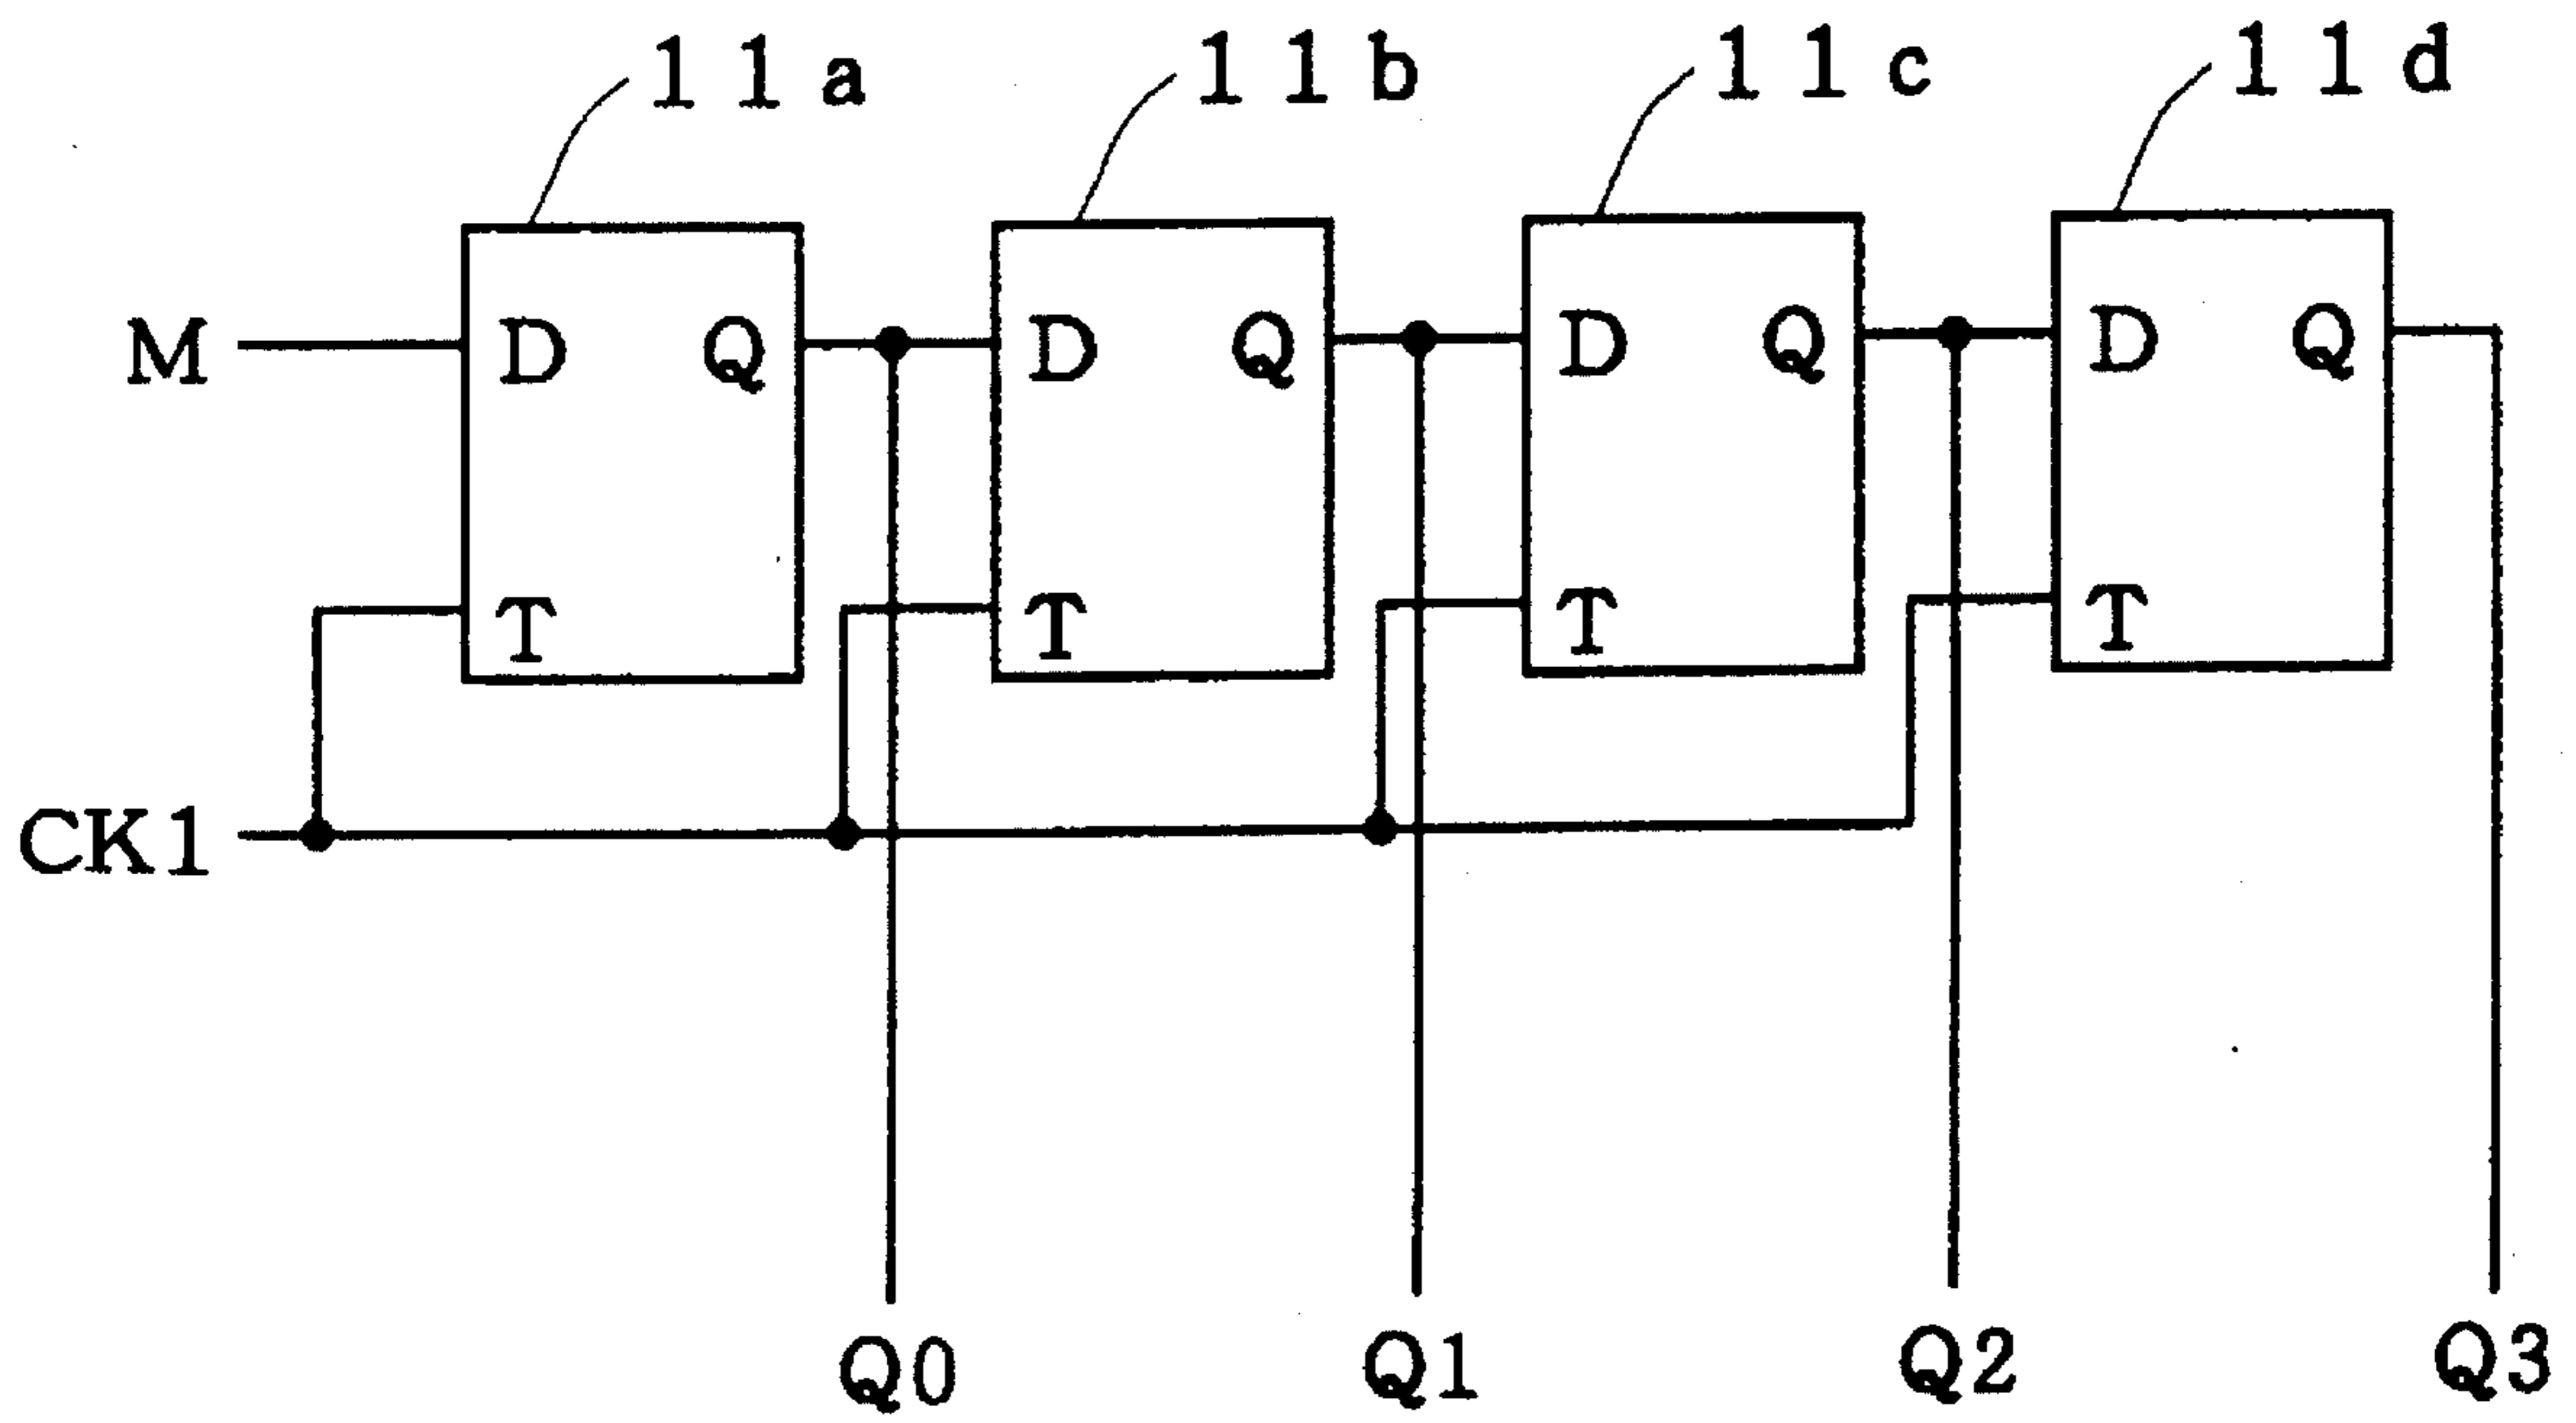 11a 11b 11c 11d
M D Q D Q D Q D Q
T T T T
CK1
Q0 Q1 Q2 Q3